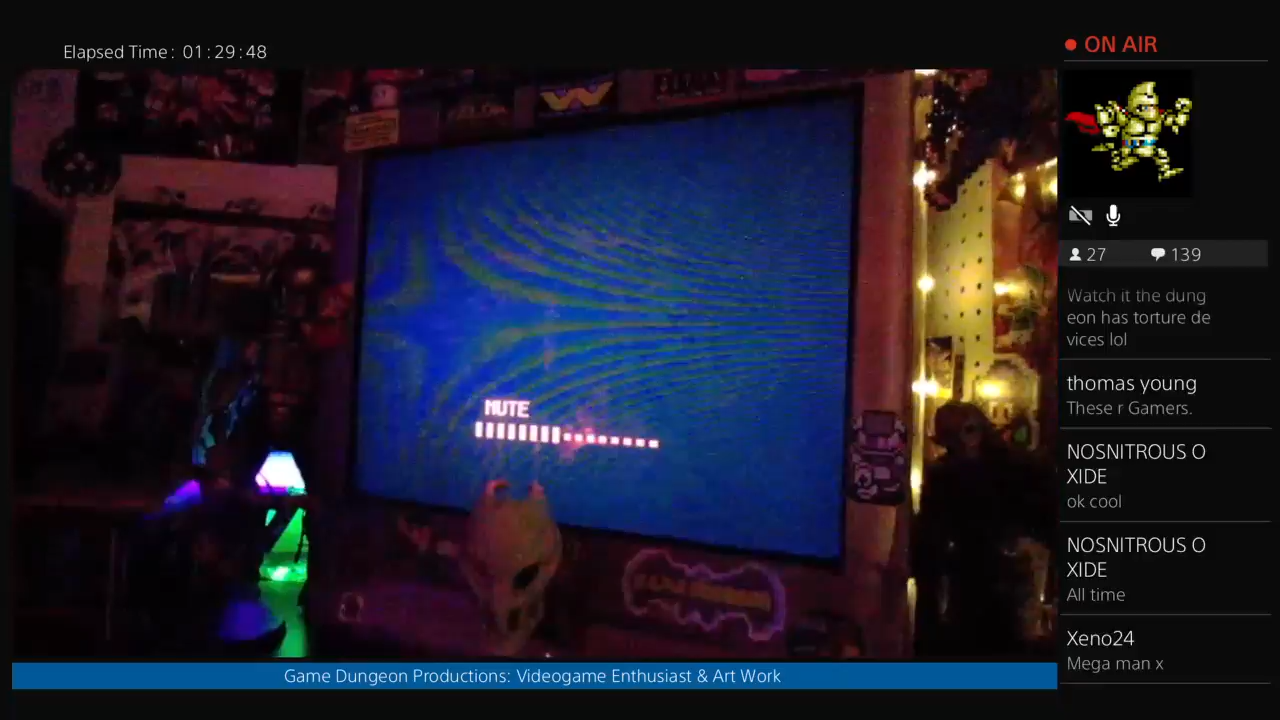 Elapsed Time: 01:29:48
ON AIR
27 139
Watch it the dung
eon has torture de
vices lol
thomas young
These r Gamers.
NOSNITROUS O
XIDE
ok cool
NOSNITROUS O
XIDE
All time
Xeno24
Mega man x
MUTE
Game Dungeon Productions: Videogame Enthusiast & Art Work